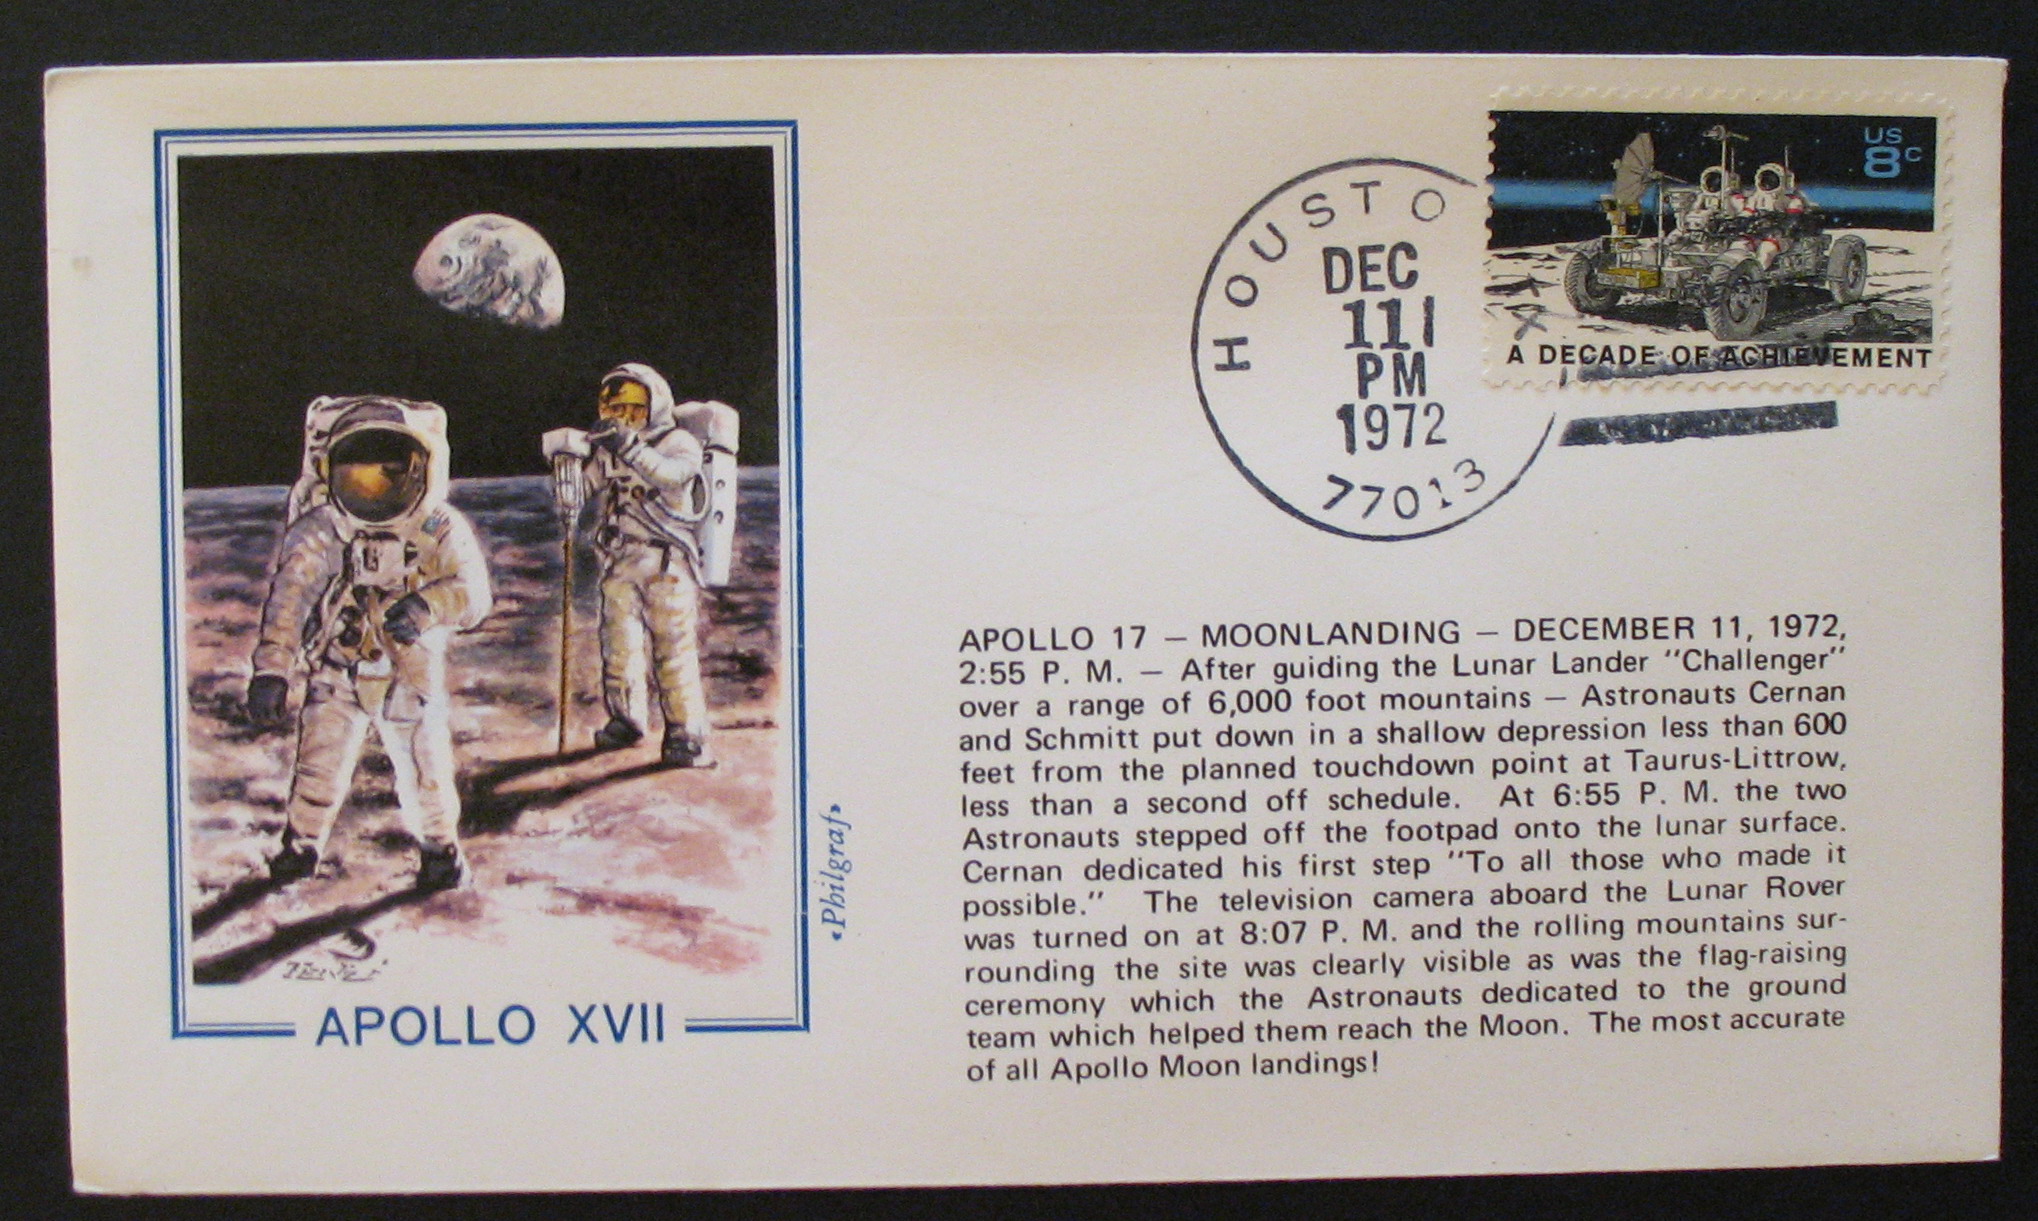 US
8c
A DECADE OF ACHIEVEMENT
HOUSTO
DEC
11 1
PM
1972
77013
APOLLO XVII
«Philgraf»
APOLLO 17 — MOONLANDING — DECEMBER 11, 1972,
2:55 P. M. — After guiding the Lunar Lander "Challenger"
over a range of 6,000 foot mountains — Astronauts Cernan
and Schmitt put down in a shallow depression less than 600
feet from the planned touchdown point at Taurus-Littrow,
less than a second off schedule. At 6:55 P. M. the two
Astronauts stepped off the footpad onto the lunar surface.
Cernan dedicated his first step "To all those who made it
possible." The television camera aboard the Lunar Rover
was turned on at 8:07 P. M. and the rolling mountains sur-
rounding the site was clearly visible as was the flag-raising
ceremony which the Astronauts dedicated to the ground
team which helped them reach the Moon. The most accurate
of all Apollo Moon landings!